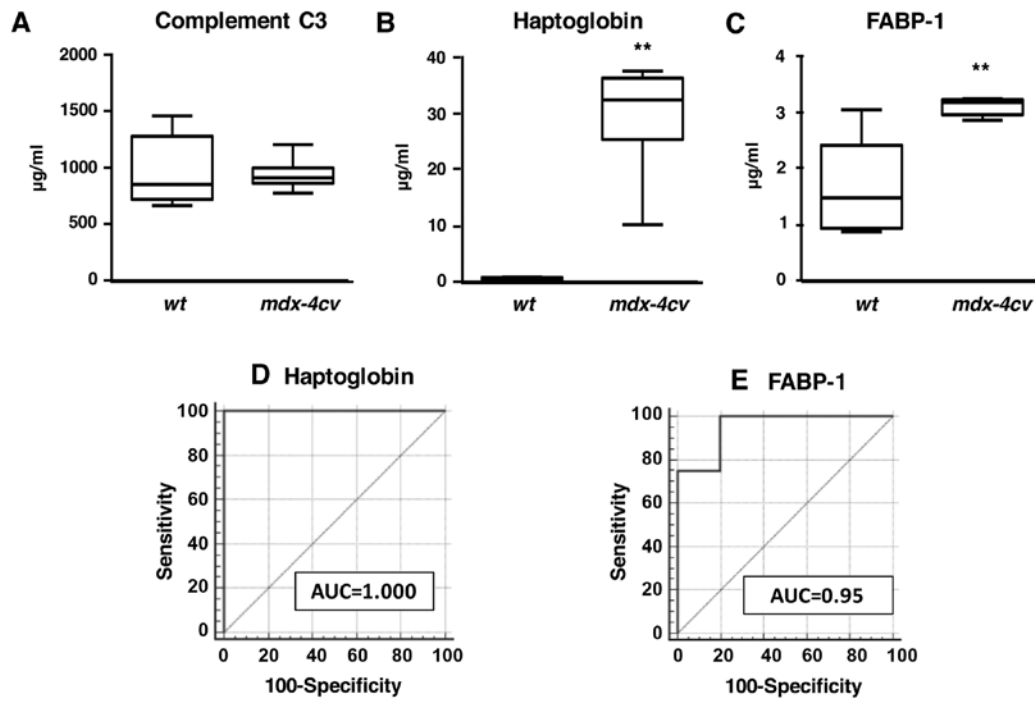 A Complement C3
2000
1500
1000
500
0
µg/ml
wt mdx-4cv
B Haptoglobin
**
40
30
20
10
0
µg/ml
wt mdx-4cv
C FABP-1
**
4
3
2
1
0
µg/ml
wt mdx-4cv
D Haptoglobin
100
80
60
40
20
0
Sensitivity
AUC=1.000
0 20 40 60 80 100
100-Specificity
E FABP-1
100
80
60
40
20
0
Sensitivity
AUC=0.95
0 20 40 60 80 100
100-Specificity